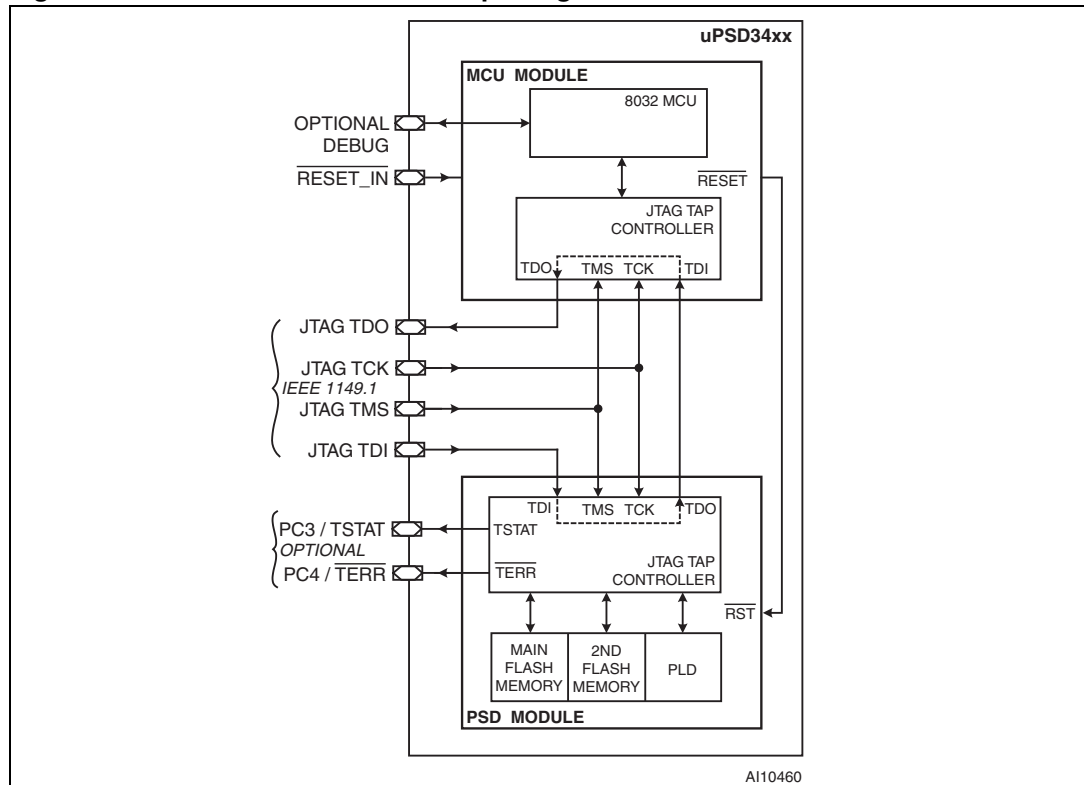 uPSD34xx
MCU MODULE
8032 MCU
OPTIONAL
DEBUG
RESET_IN
RESET
JTAG TAP
CONTROLLER
TDO
TMS
TCK
TDI
JTAG TDO
JTAG TCK
IEEE 1149.1
JTAG TMS
JTAG TDI
TDI
TMS
TCK
TDO
PC3 / TSTAT
TSTAT
OPTIONAL
PC4 / TERR
TERR
JTAG TAP
CONTROLLER
RST
MAIN
FLASH
MEMORY
2ND
FLASH
MEMORY
PLD
PSD MODULE
AI10460